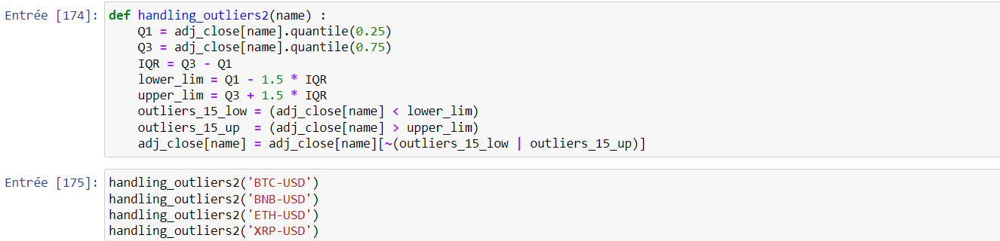 Entrée [174]: def handling_outliers2(name) :
    Q1 = adj_close[name].quantile(0.25)
    Q3 = adj_close[name].quantile(0.75)
    IQR = Q3 - Q1
    lower_lim = Q1 - 1.5 * IQR
    upper_lim = Q3 + 1.5 * IQR
    outliers_15_low = (adj_close[name] < lower_lim)
    outliers_15_up  = (adj_close[name] > upper_lim)
    adj_close[name] = adj_close[name][~(outliers_15_low | outliers_15_up)]
Entrée [175]: handling_outliers2('BTC-USD')
handling_outliers2('BNB-USD')
handling_outliers2('ETH-USD')
handling_outliers2('XRP-USD')